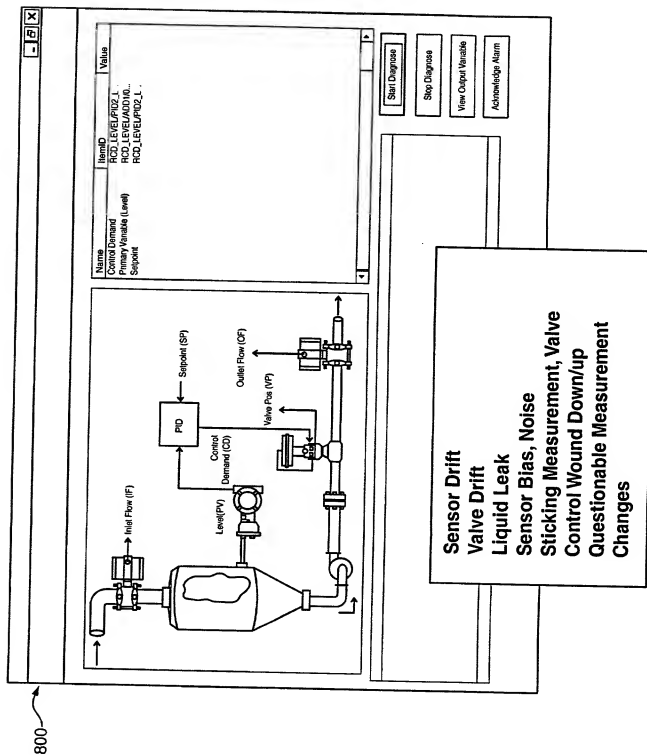 800
Name ItemID Value
Control Demand RCD_LEVEL/PID2_L .
Primary Variable (Level) RCD_LEVEL/ADD1/0...
Setpoint RCD_LEVEL/PID2_L .
Inlet Flow (IF)
Setpoint (SP)
PID
Control
Demand (CD)
Level(PV)
Valve Pos (VP)
Outlet Flow (OF)
Start Diagnose
Stop Diagnose
View Output Variable
Acknowledge Alarm
Sensor Drift
Valve Drift
Liquid Leak
Sensor Bias, Noise
Sticking Measurement, Valve
Control Wound Down/up
Questionable Measurement
Changes